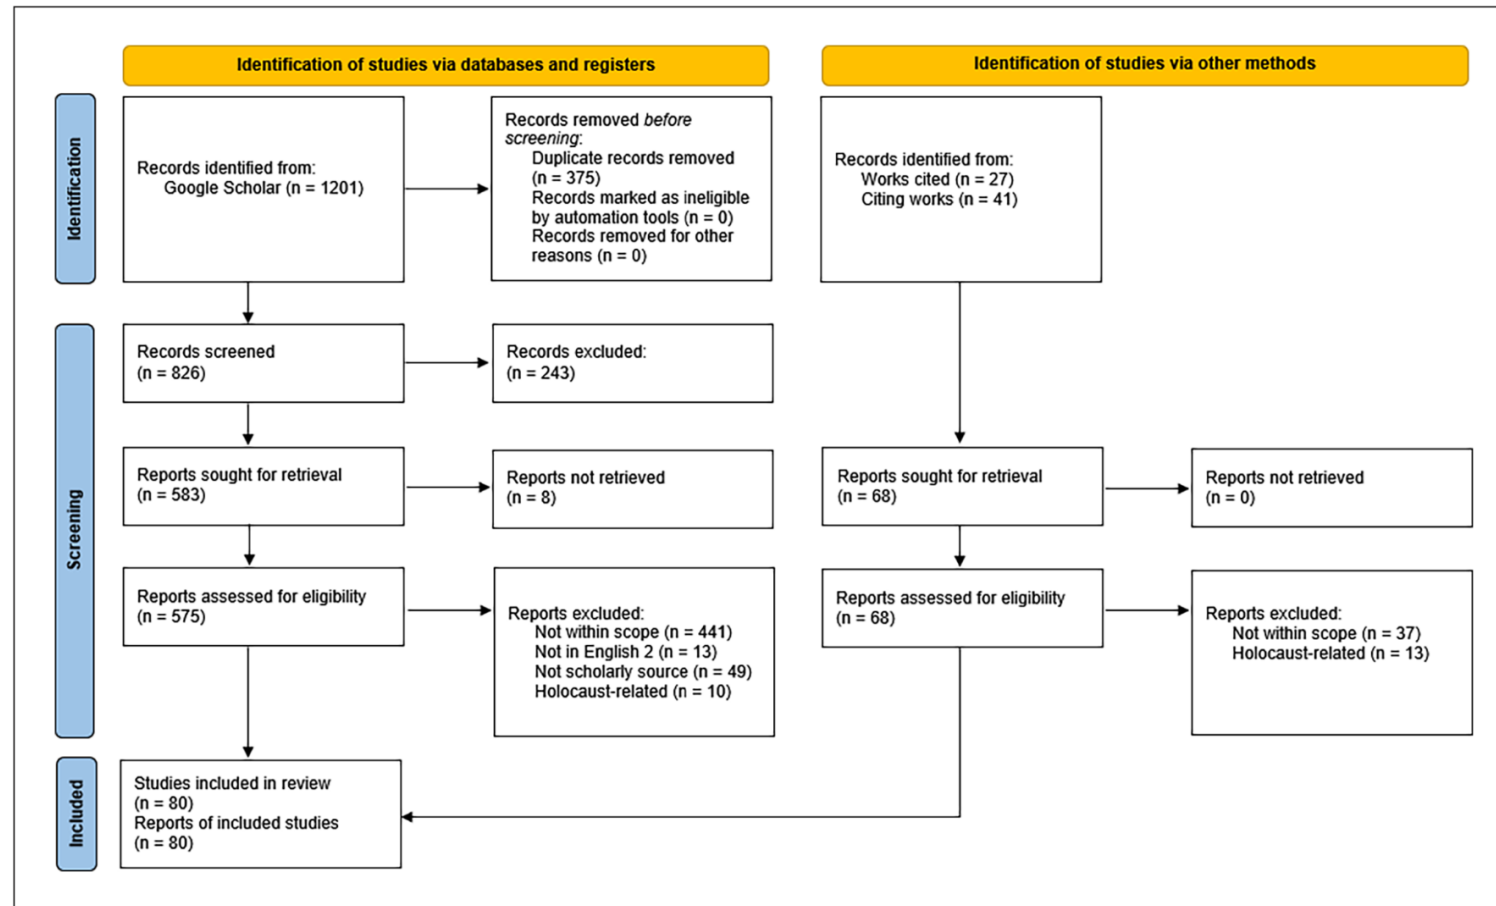 Identification of studies via databases and registers
Identification of studies via other methods
Identification
Records identified from:
Google Scholar (n = 1201)
Records removed before
screening:
Duplicate records removed
(n = 375)
Records marked as ineligible
by automation tools (n = 0)
Records removed for other
reasons (n = 0)
Records identified from:
Works cited (n = 27)
Citing works (n = 41)
Screening
Records screened
(n = 826)
Records excluded:
(n = 243)
Reports sought for retrieval
(n = 583)
Reports not retrieved
(n = 8)
Reports sought for retrieval
(n = 68)
Reports not retrieved
(n = 0)
Reports assessed for eligibility
(n = 575)
Reports excluded:
Not within scope (n = 441)
Not in English 2 (n = 13)
Not scholarly source (n = 49)
Holocaust-related (n = 10)
Reports assessed for eligibility
(n = 68)
Reports excluded:
Not within scope (n = 37)
Holocaust-related (n = 13)
Included
Studies included in review
(n = 80)
Reports of included studies
(n = 80)